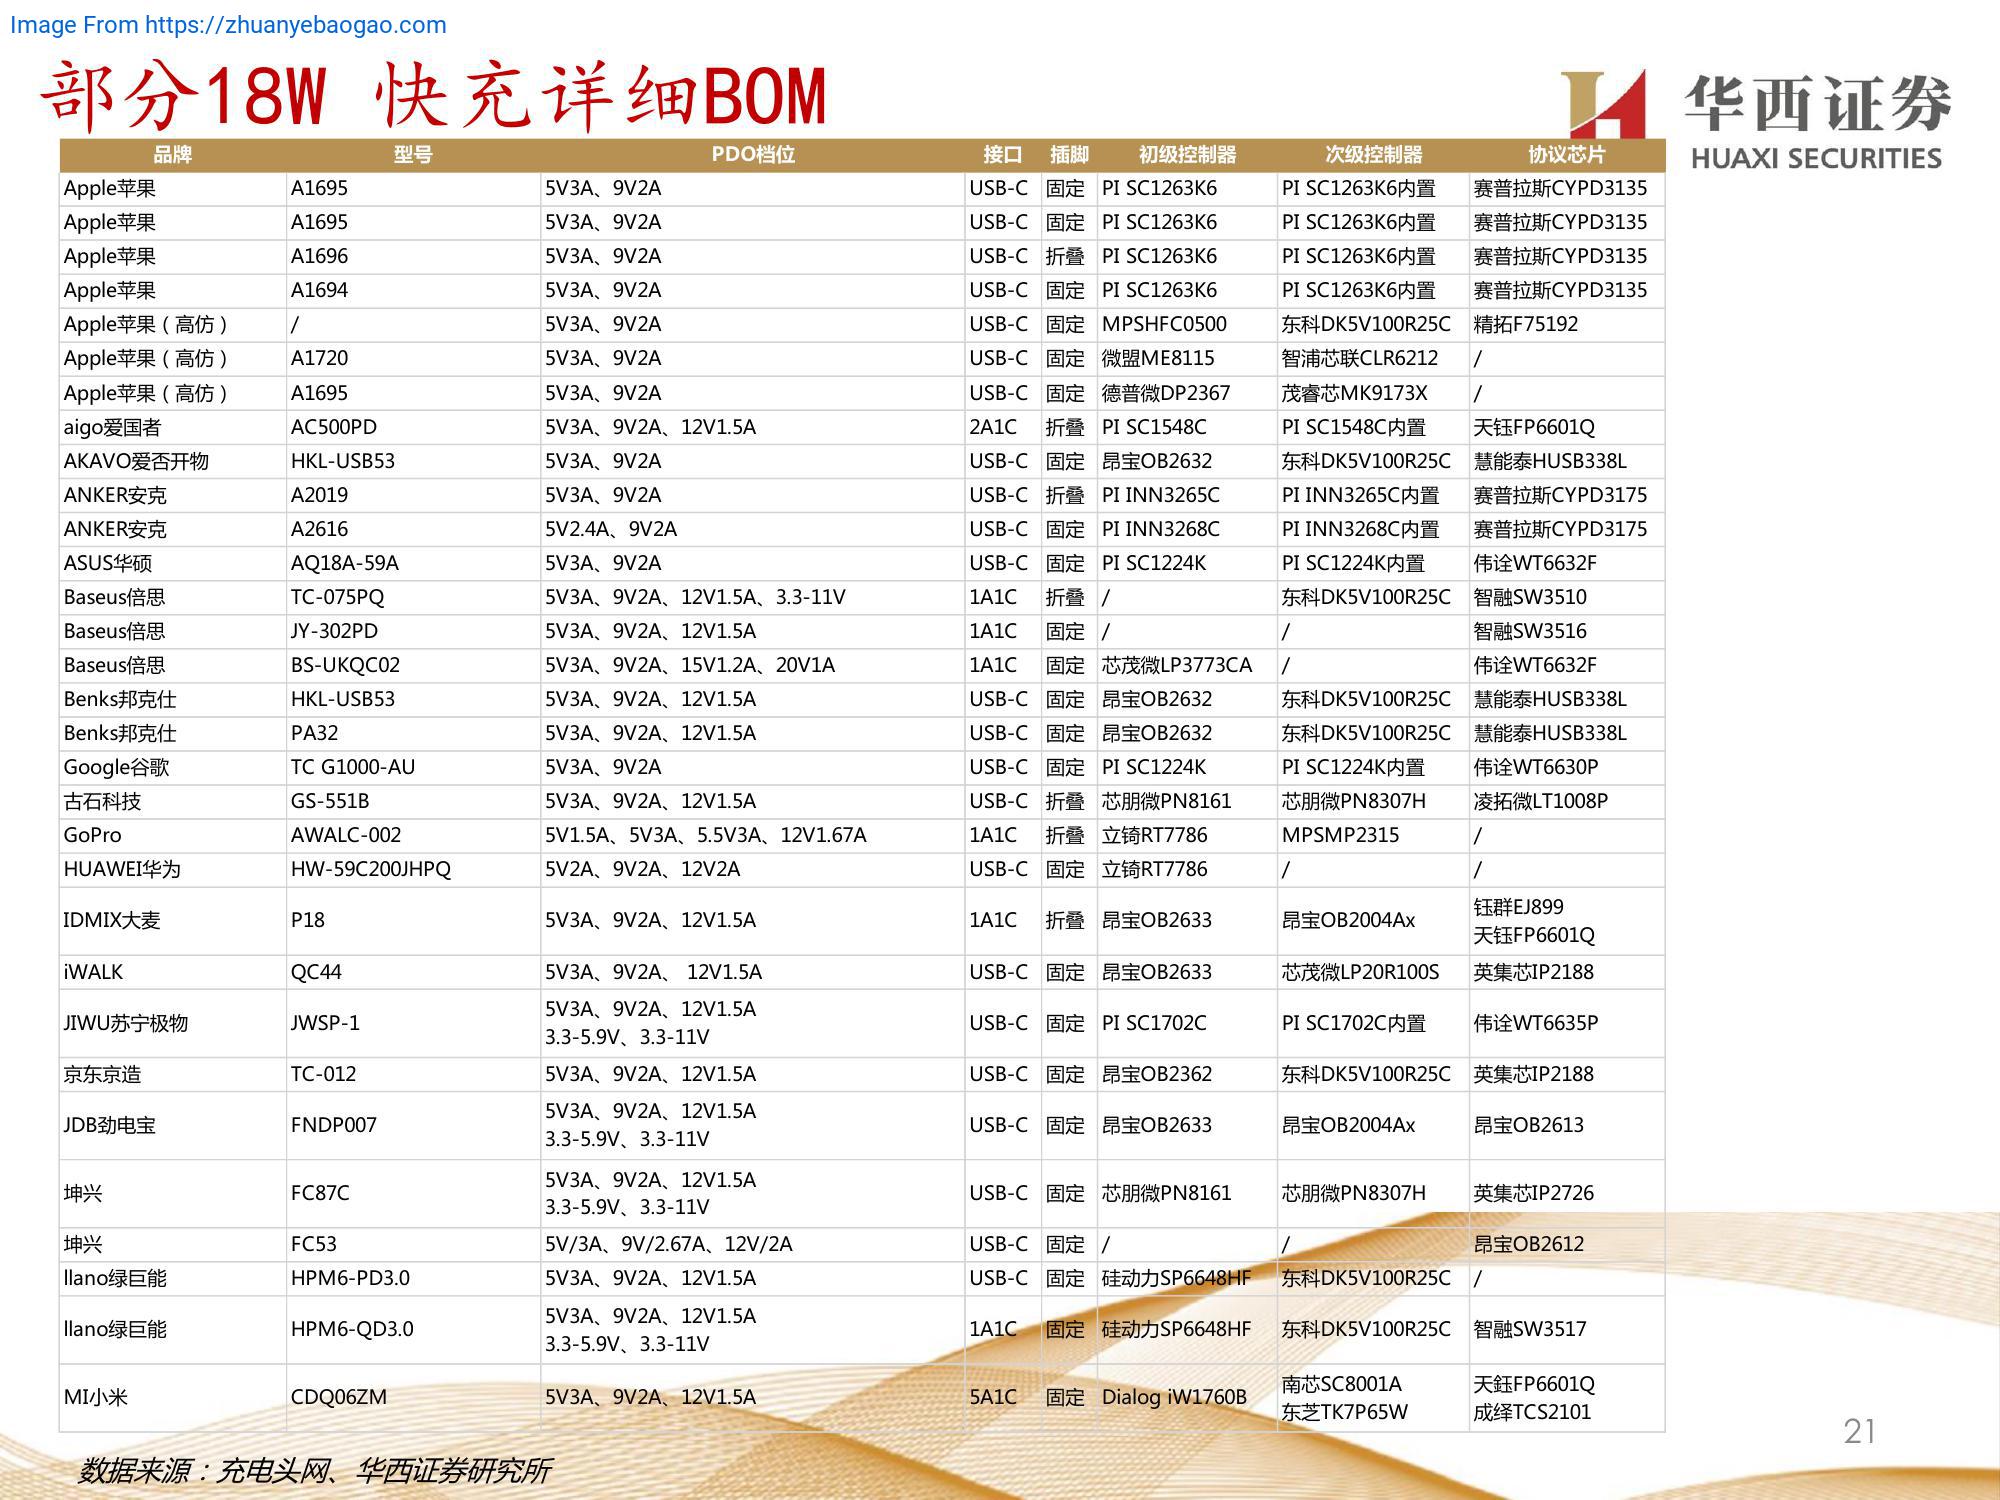 Image From https://zhuanyebaogao.com
部分18W 快充详细BOM
华西证券
HUAXI SECURITIES
品牌 型号 PDO档位 接口 插脚 初级控制器 次级控制器 协议芯片
Apple苹果 A1695 5V3A、9V2A USB-C 固定 PI SC1263K6 PI SC1263K6内置 赛普拉斯CYPD3135
Apple苹果 A1695 5V3A、9V2A USB-C 固定 PI SC1263K6 PI SC1263K6内置 赛普拉斯CYPD3135
Apple苹果 A1696 5V3A、9V2A USB-C 折叠 PI SC1263K6 PI SC1263K6内置 赛普拉斯CYPD3135
Apple苹果 A1694 5V3A、9V2A USB-C 固定 PI SC1263K6 PI SC1263K6内置 赛普拉斯CYPD3135
Apple苹果（高仿） / 5V3A、9V2A USB-C 固定 MPSHFC0500 东科DK5V100R25C 精拓F75192
Apple苹果（高仿） A1720 5V3A、9V2A USB-C 固定 微盟ME8115 智浦芯联CLR6212 /
Apple苹果（高仿） A1695 5V3A、9V2A USB-C 固定 德普微DP2367 茂睿芯MK9173X /
aigo爱国者 AC500PD 5V3A、9V2A、12V1.5A 2A1C 折叠 PI SC1548C PI SC1548C内置 天钰FP6601Q
AKAVO爱否开物 HKL-USB53 5V3A、9V2A USB-C 固定 昂宝OB2632 东科DK5V100R25C 慧能泰HUSB338L
ANKER安克 A2019 5V3A、9V2A USB-C 折叠 PI INN3265C PI INN3265C内置 赛普拉斯CYPD3175
ANKER安克 A2616 5V2.4A、9V2A USB-C 固定 PI INN3268C PI INN3268C内置 赛普拉斯CYPD3175
ASUS华硕 AQ18A-59A 5V3A、9V2A USB-C 固定 PI SC1224K PI SC1224K内置 伟诠WT6632F
Baseus倍思 TC-075PQ 5V3A、9V2A、12V1.5A、3.3-11V 1A1C 折叠 / 东科DK5V100R25C 智融SW3510
Baseus倍思 JY-302PD 5V3A、9V2A、12V1.5A 1A1C 固定 / / 智融SW3516
Baseus倍思 BS-UKQC02 5V3A、9V2A、15V1.2A、20V1A 1A1C 固定 芯茂微LP3773CA / 伟诠WT6632F
Benks邦克仕 HKL-USB53 5V3A、9V2A、12V1.5A USB-C 固定 昂宝OB2632 东科DK5V100R25C 慧能泰HUSB338L
Benks邦克仕 PA32 5V3A、9V2A、12V1.5A USB-C 固定 昂宝OB2632 东科DK5V100R25C 慧能泰HUSB338L
Google谷歌 TC G1000-AU 5V3A、9V2A USB-C 固定 PI SC1224K PI SC1224K内置 伟诠WT6630P
古石科技 GS-551B 5V3A、9V2A、12V1.5A USB-C 折叠 芯朋微PN8161 芯朋微PN8307H 凌拓微LT1008P
GoPro AWALC-002 5V1.5A、5V3A、5.5V3A、12V1.67A 1A1C 折叠 立锜RT7786 MPSMP2315 /
HUAWEI华为 HW-59C200JHPQ 5V2A、9V2A、12V2A USB-C 固定 立锜RT7786 / /
IDMIX大麦 P18 5V3A、9V2A、12V1.5A 1A1C 折叠 昂宝OB2633 昂宝OB2004Ax 钰群EJ899
天钰FP6601Q
iWALK QC44 5V3A、9V2A、 12V1.5A USB-C 固定 昂宝OB2633 芯茂微LP20R100S 英集芯IP2188
JIWU苏宁极物 JWSP-1 5V3A、9V2A、12V1.5A
3.3-5.9V、3.3-11V USB-C 固定 PI SC1702C PI SC1702C内置 伟诠WT6635P
京东京造 TC-012 5V3A、9V2A、12V1.5A USB-C 固定 昂宝OB2362 东科DK5V100R25C 英集芯IP2188
JDB劲电宝 FNDP007 5V3A、9V2A、12V1.5A
3.3-5.9V、3.3-11V USB-C 固定 昂宝OB2633 昂宝OB2004Ax 昂宝OB2613
坤兴 FC87C 5V3A、9V2A、12V1.5A
3.3-5.9V、3.3-11V USB-C 固定 芯朋微PN8161 芯朋微PN8307H 英集芯IP2726
坤兴 FC53 5V/3A、9V/2.67A、12V/2A USB-C 固定 / / 昂宝OB2612
llano绿巨能 HPM6-PD3.0 5V3A、9V2A、12V1.5A USB-C 固定 硅动力SP6648HF 东科DK5V100R25C /
llano绿巨能 HPM6-QD3.0 5V3A、9V2A、12V1.5A
3.3-5.9V、3.3-11V 1A1C 固定 硅动力SP6648HF 东科DK5V100R25C 智融SW3517
MI小米 CDQ06ZM 5V3A、9V2A、12V1.5A 5A1C 固定 Dialog iW1760B 南芯SC8001A 天鈺FP6601Q
东芝TK7P65W 成绎TCS2101
数据来源：充电头网、华西证券研究所
21